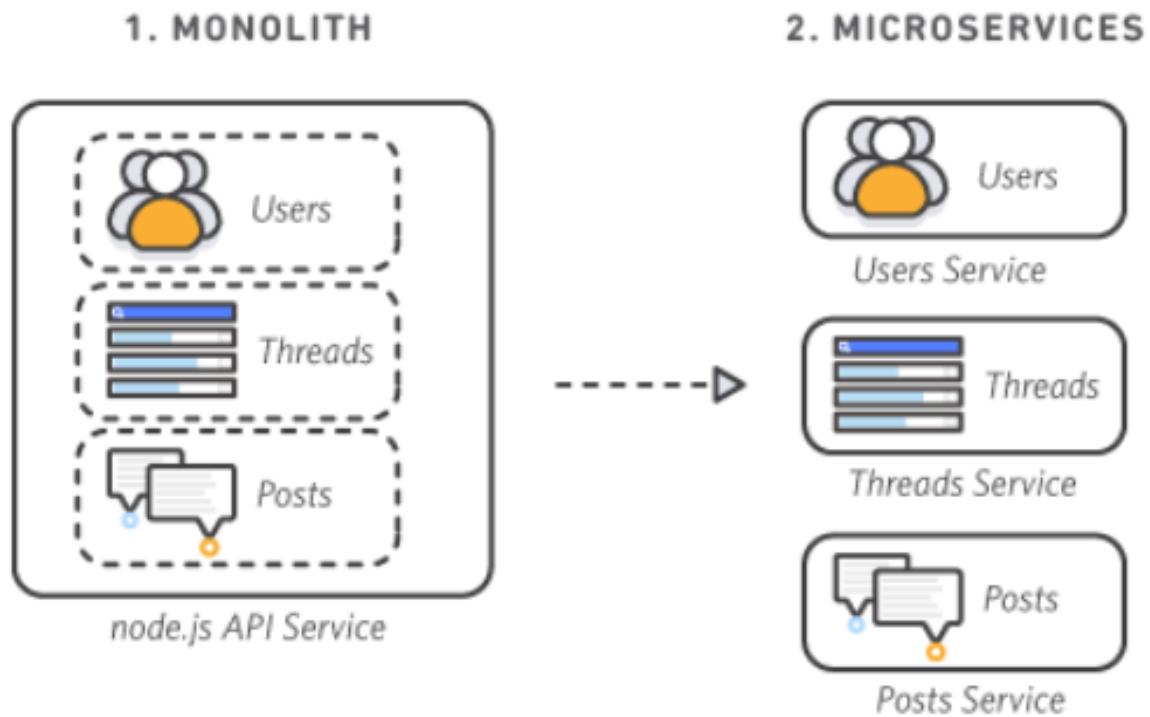 1. MONOLITH
Users
Threads
Posts
node.js API Service
2. MICROSERVICES
Users
Users Service
Threads
Threads Service
Posts
Posts Service